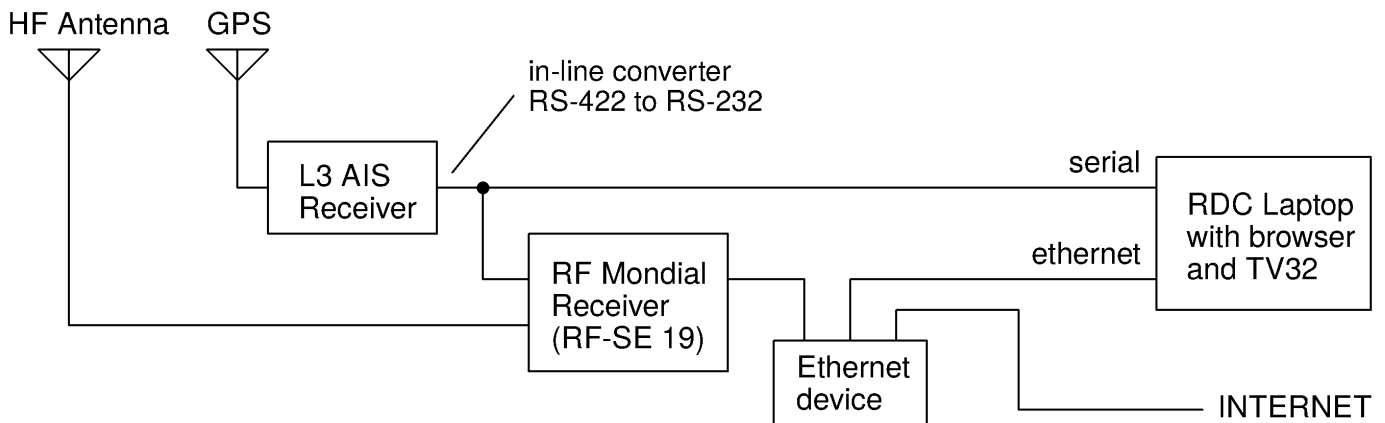 HF Antenna
GPS
in-line converter
RS-422 to RS-232
L3 AIS
Receiver
serial
RDC Laptop
with browser
and TV32
ethernet
RF Mondial
Receiver
(RF-SE 19)
Ethernet
device
INTERNET